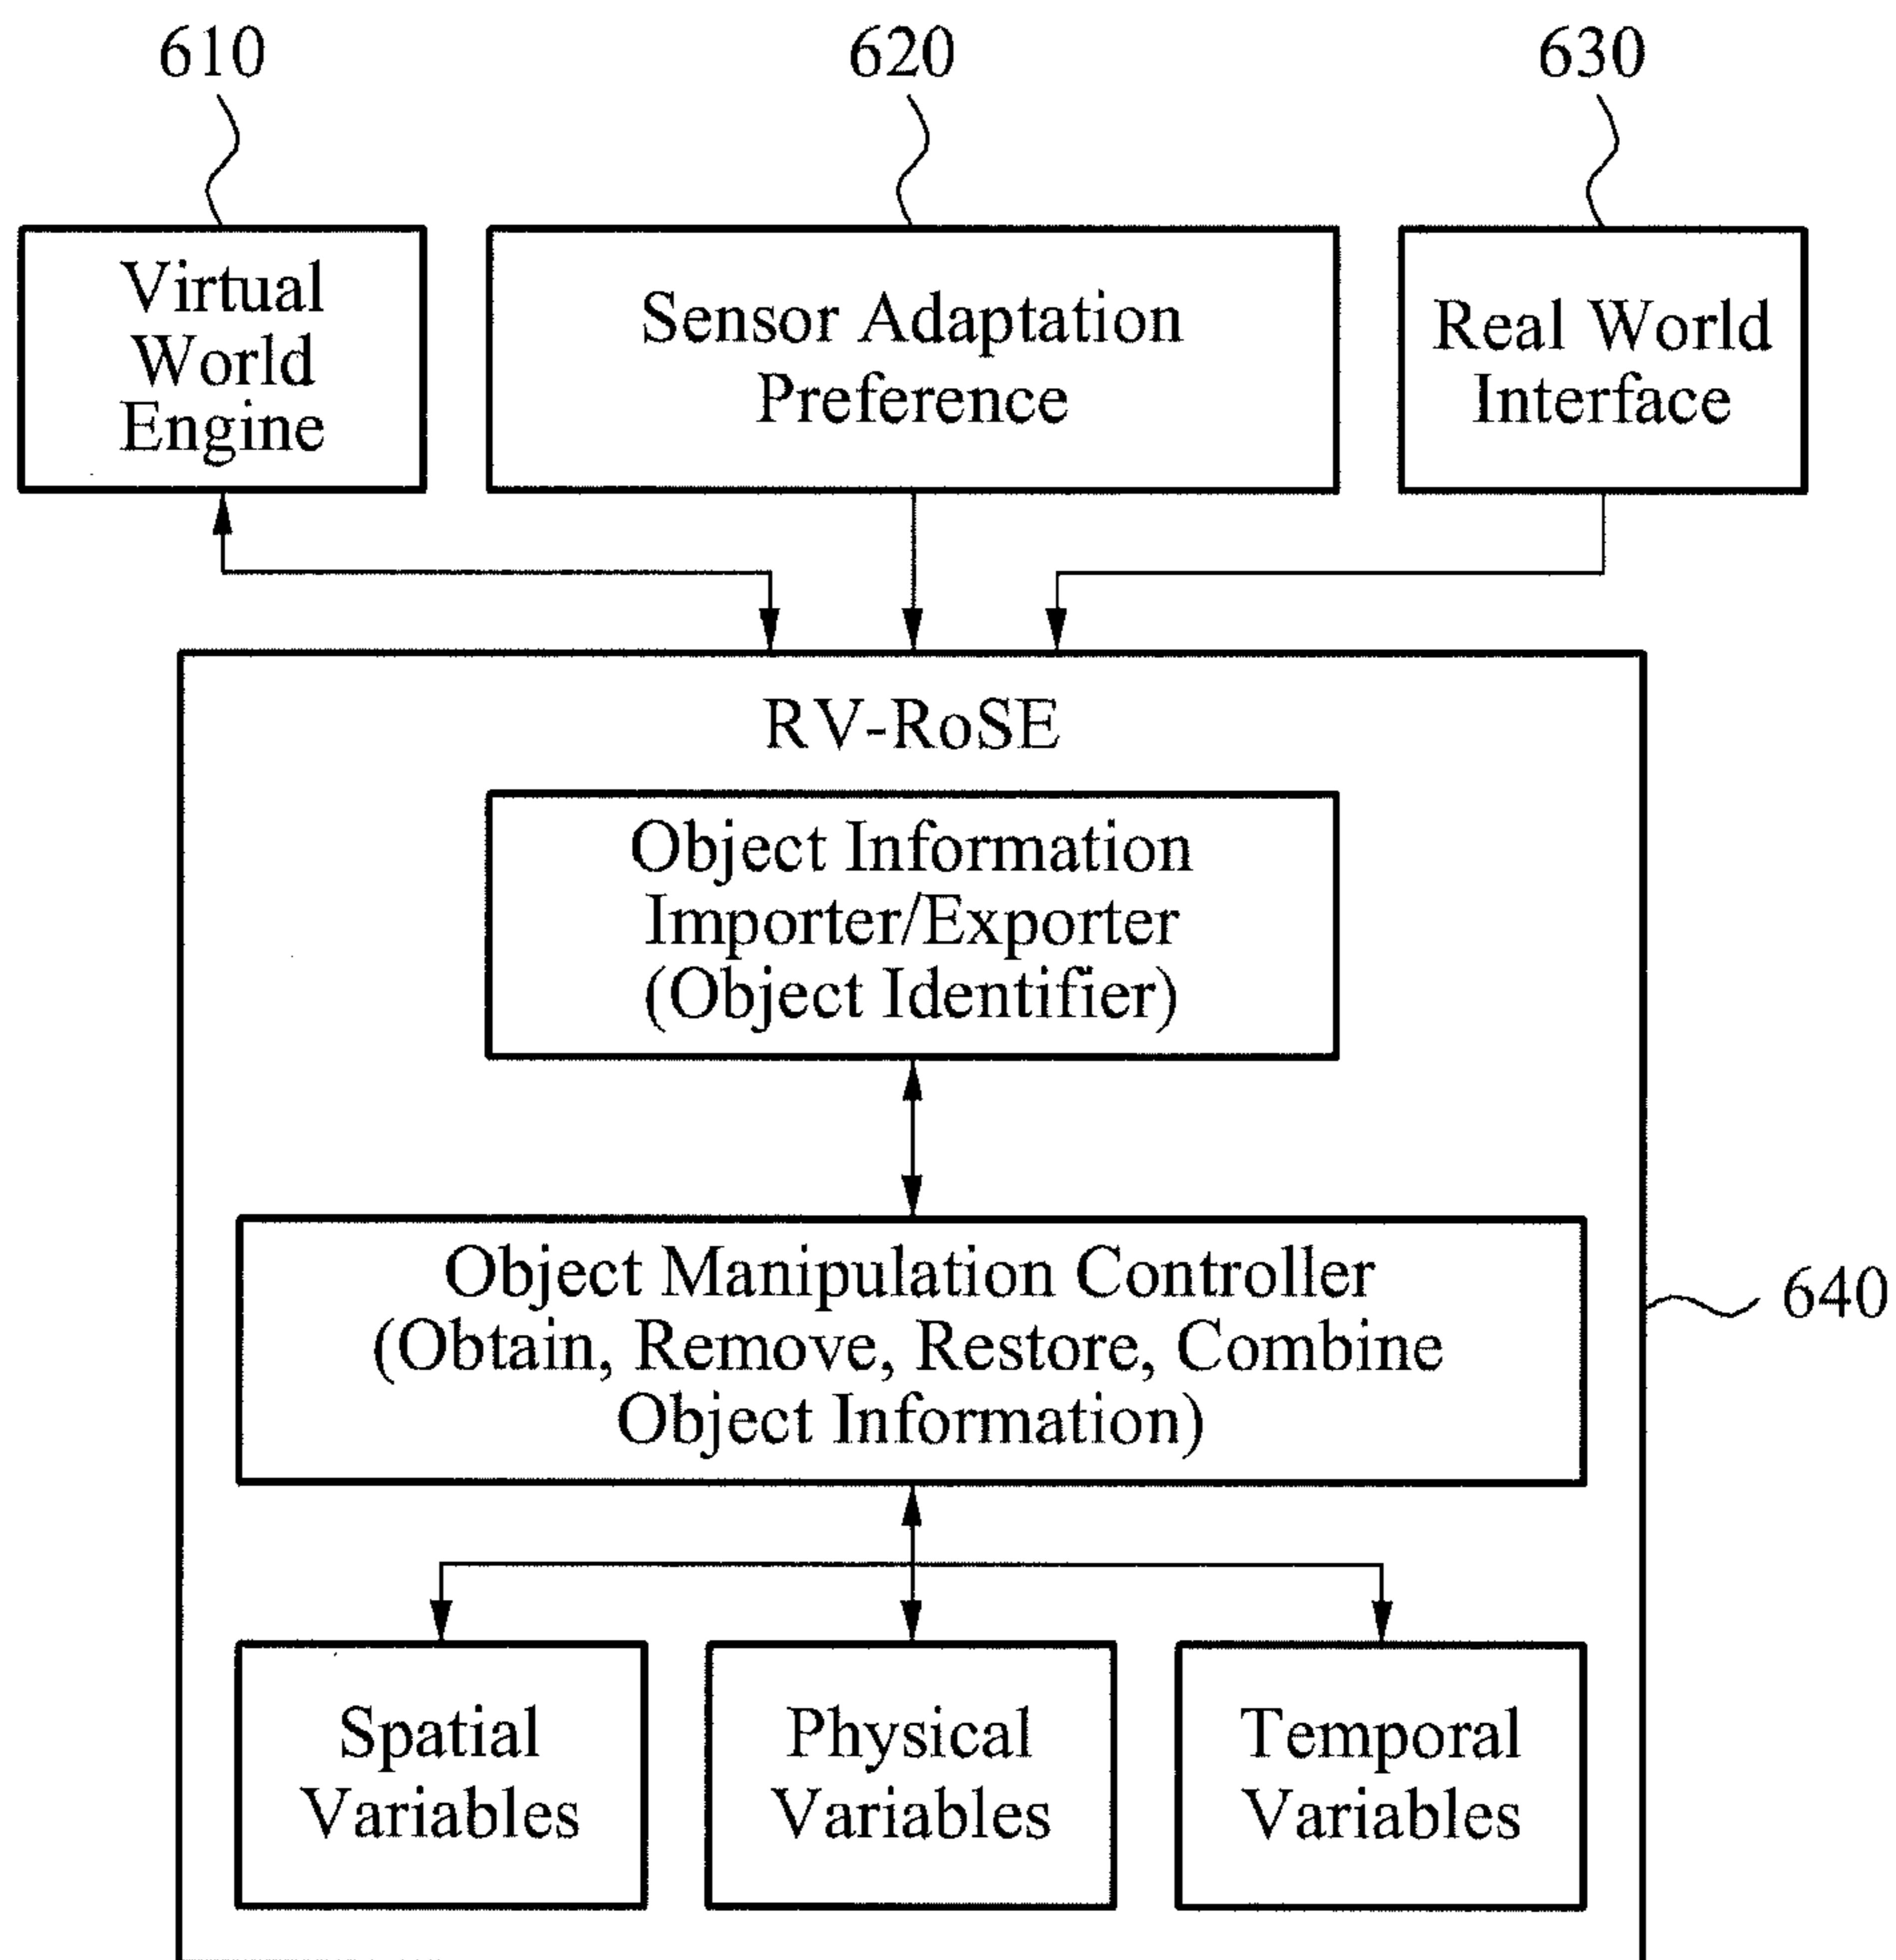 610
620
630
Virtual
World
Engine
Sensor Adaptation
Preference
Real World
Interface
RV-RoSE
Object Information
Importer/Exporter
(Object Identifier)
Object Manipulation Controller
(Obtain, Remove, Restore, Combine
Object Information)
640
Spatial
Variables
Physical
Variables
Temporal
Variables